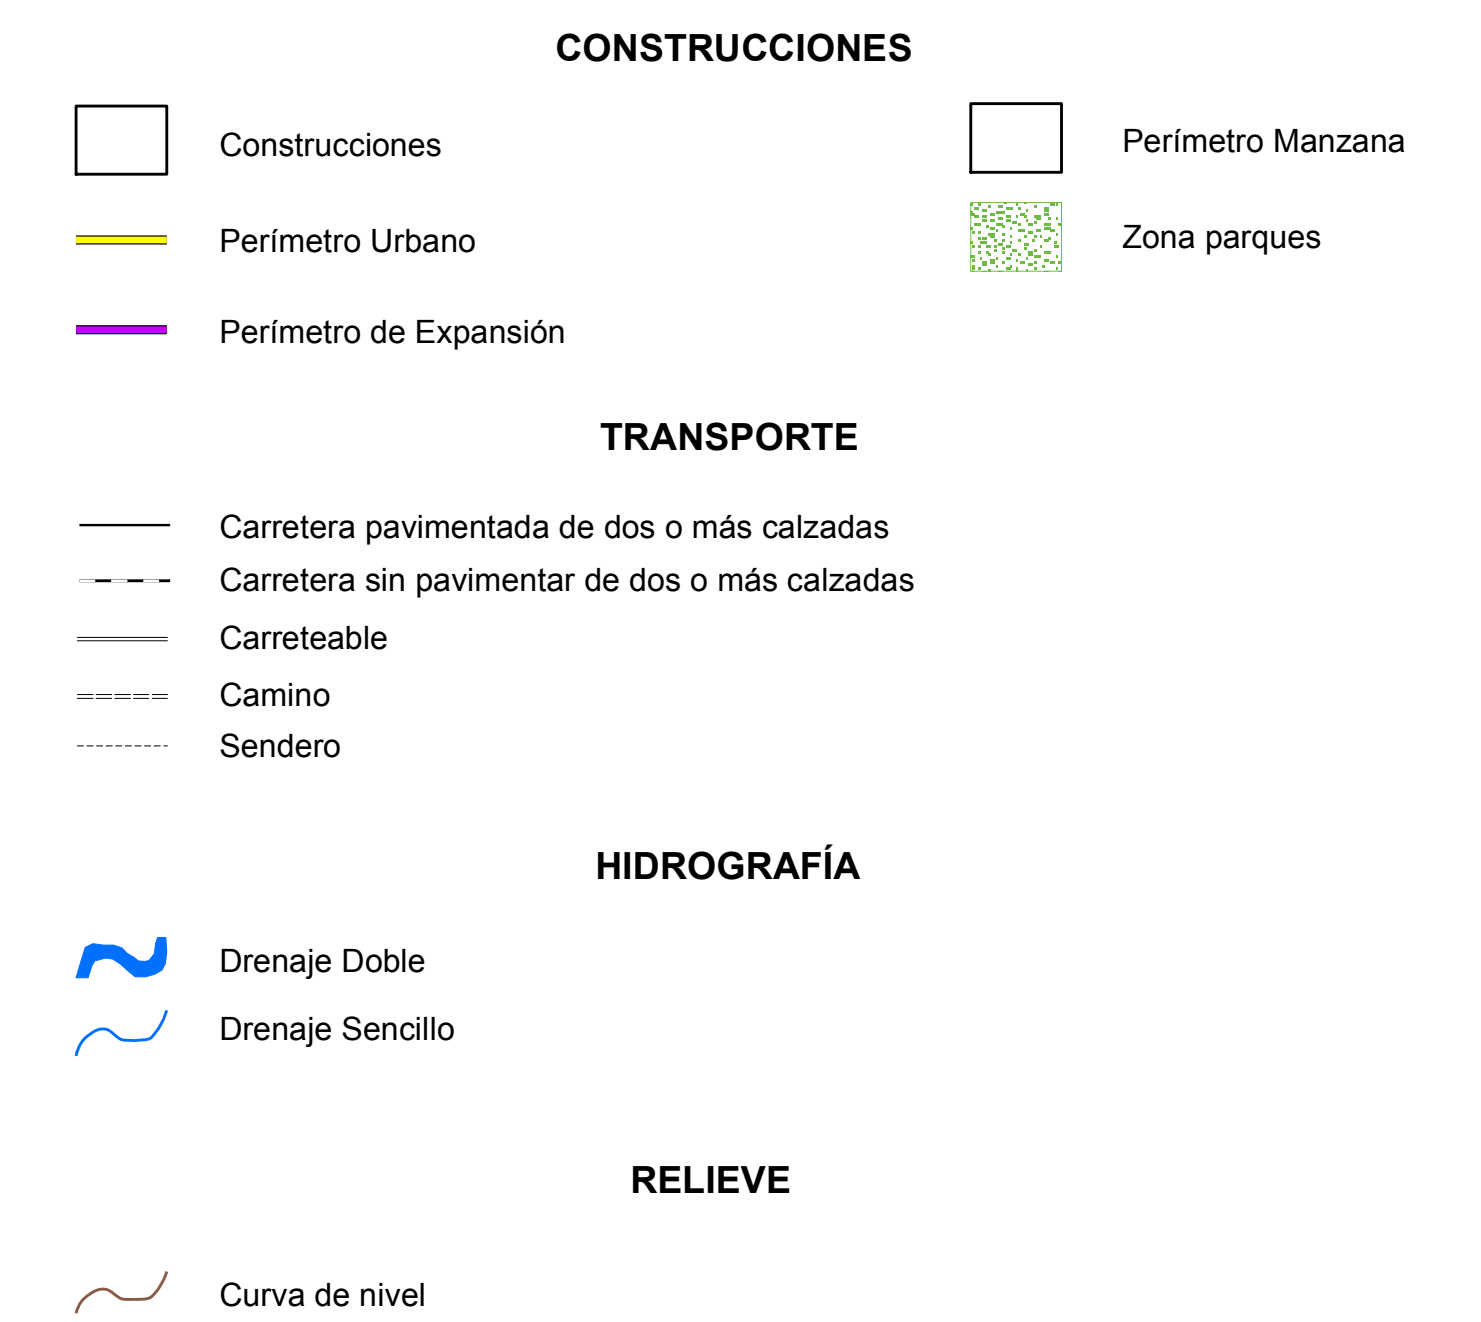 CONSTRUCCIONES
Construcciones
Perímetro Manzana
Perímetro Urbano
Zona parques
Perímetro de Expansión
TRANSPORTE
Carretera pavimentada de dos o más calzadas
Carretera sin pavimentar de dos o más calzadas
Carreteable
Camino
Sendero
HIDROGRAFÍA
Drenaje Doble
Drenaje Sencillo
RELIEVE
Curva de nivel